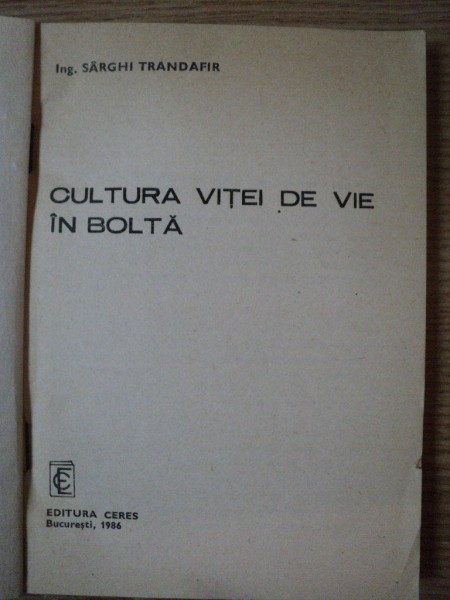 Ing. SÂRGHI TRANDAFIR
CULTURA VIȚEI DE VIE
ÎN BOLTĂ
EDITURA CERES
București, 1986